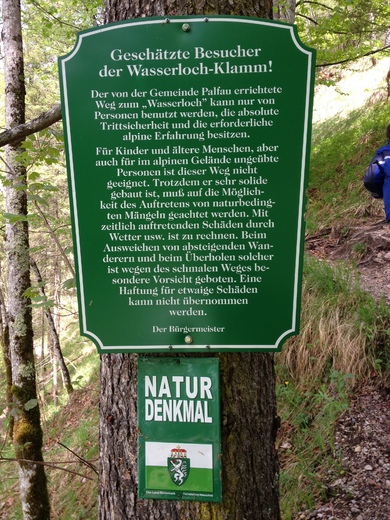 Geschätzte Besucher
der Wasserloch-Klamm!
Der von der Gemeinde Palfau errichtete
Weg zum „Wasserloch" kann nur von
Personen benutzt werden, die absolute
Trittsicherheit und die erforderliche
alpine Erfahrung besitzen.
Für Kinder und ältere Menschen, aber
auch für im alpinen Gelände ungeübte
Personen ist dieser Weg nicht
geeignet. Trotzdem er sehr solide
gebaut ist, muß auf die Möglich-
keit des Auftretens von naturbeding-
ten Mängeln geachtet werden. Mit
zeitlich auftretenden Schäden durch
Wetter usw. ist zu rechnen. Beim
Ausweichen von absteigenden Wan-
derern und beim Überholen solcher
ist wegen des schmalen Weges be-
sondere Vorsicht geboten. Eine
Haftung für etwaige Schäden
kann nicht übernommen
werden.
Der Bürgermeister
NATUR
DENKMAL